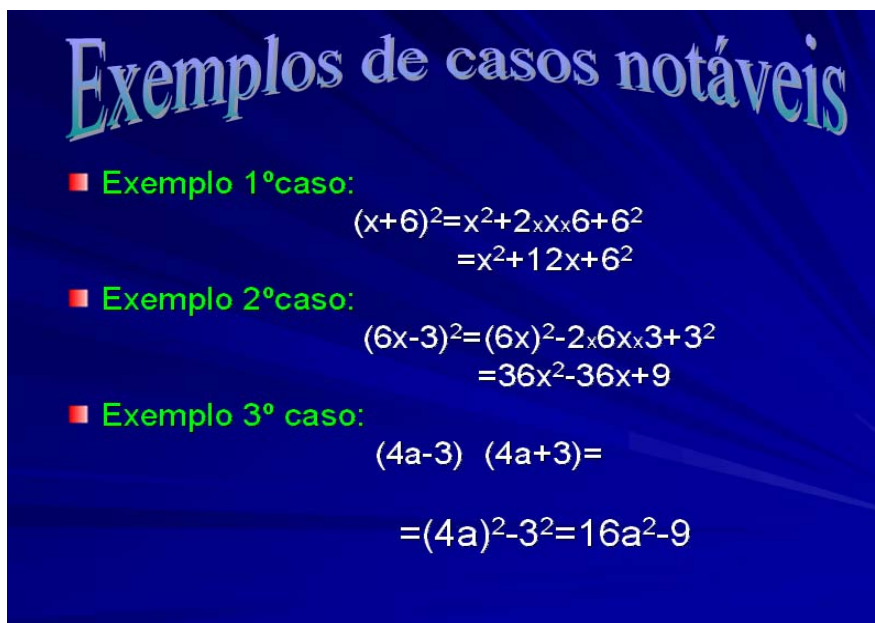 Exemplos de casos notáveis
Exemplo 1ºcaso:
(x+6)²=x²+2ₓxₓ6+6²
=x²+12x+6²
Exemplo 2ºcaso:
(6x-3)²=(6x)²-2ₓ6xₓ3+3²
=36x²-36x+9
Exemplo 3º caso:
(4a-3) (4a+3)=
=(4a)²-3²=16a²-9